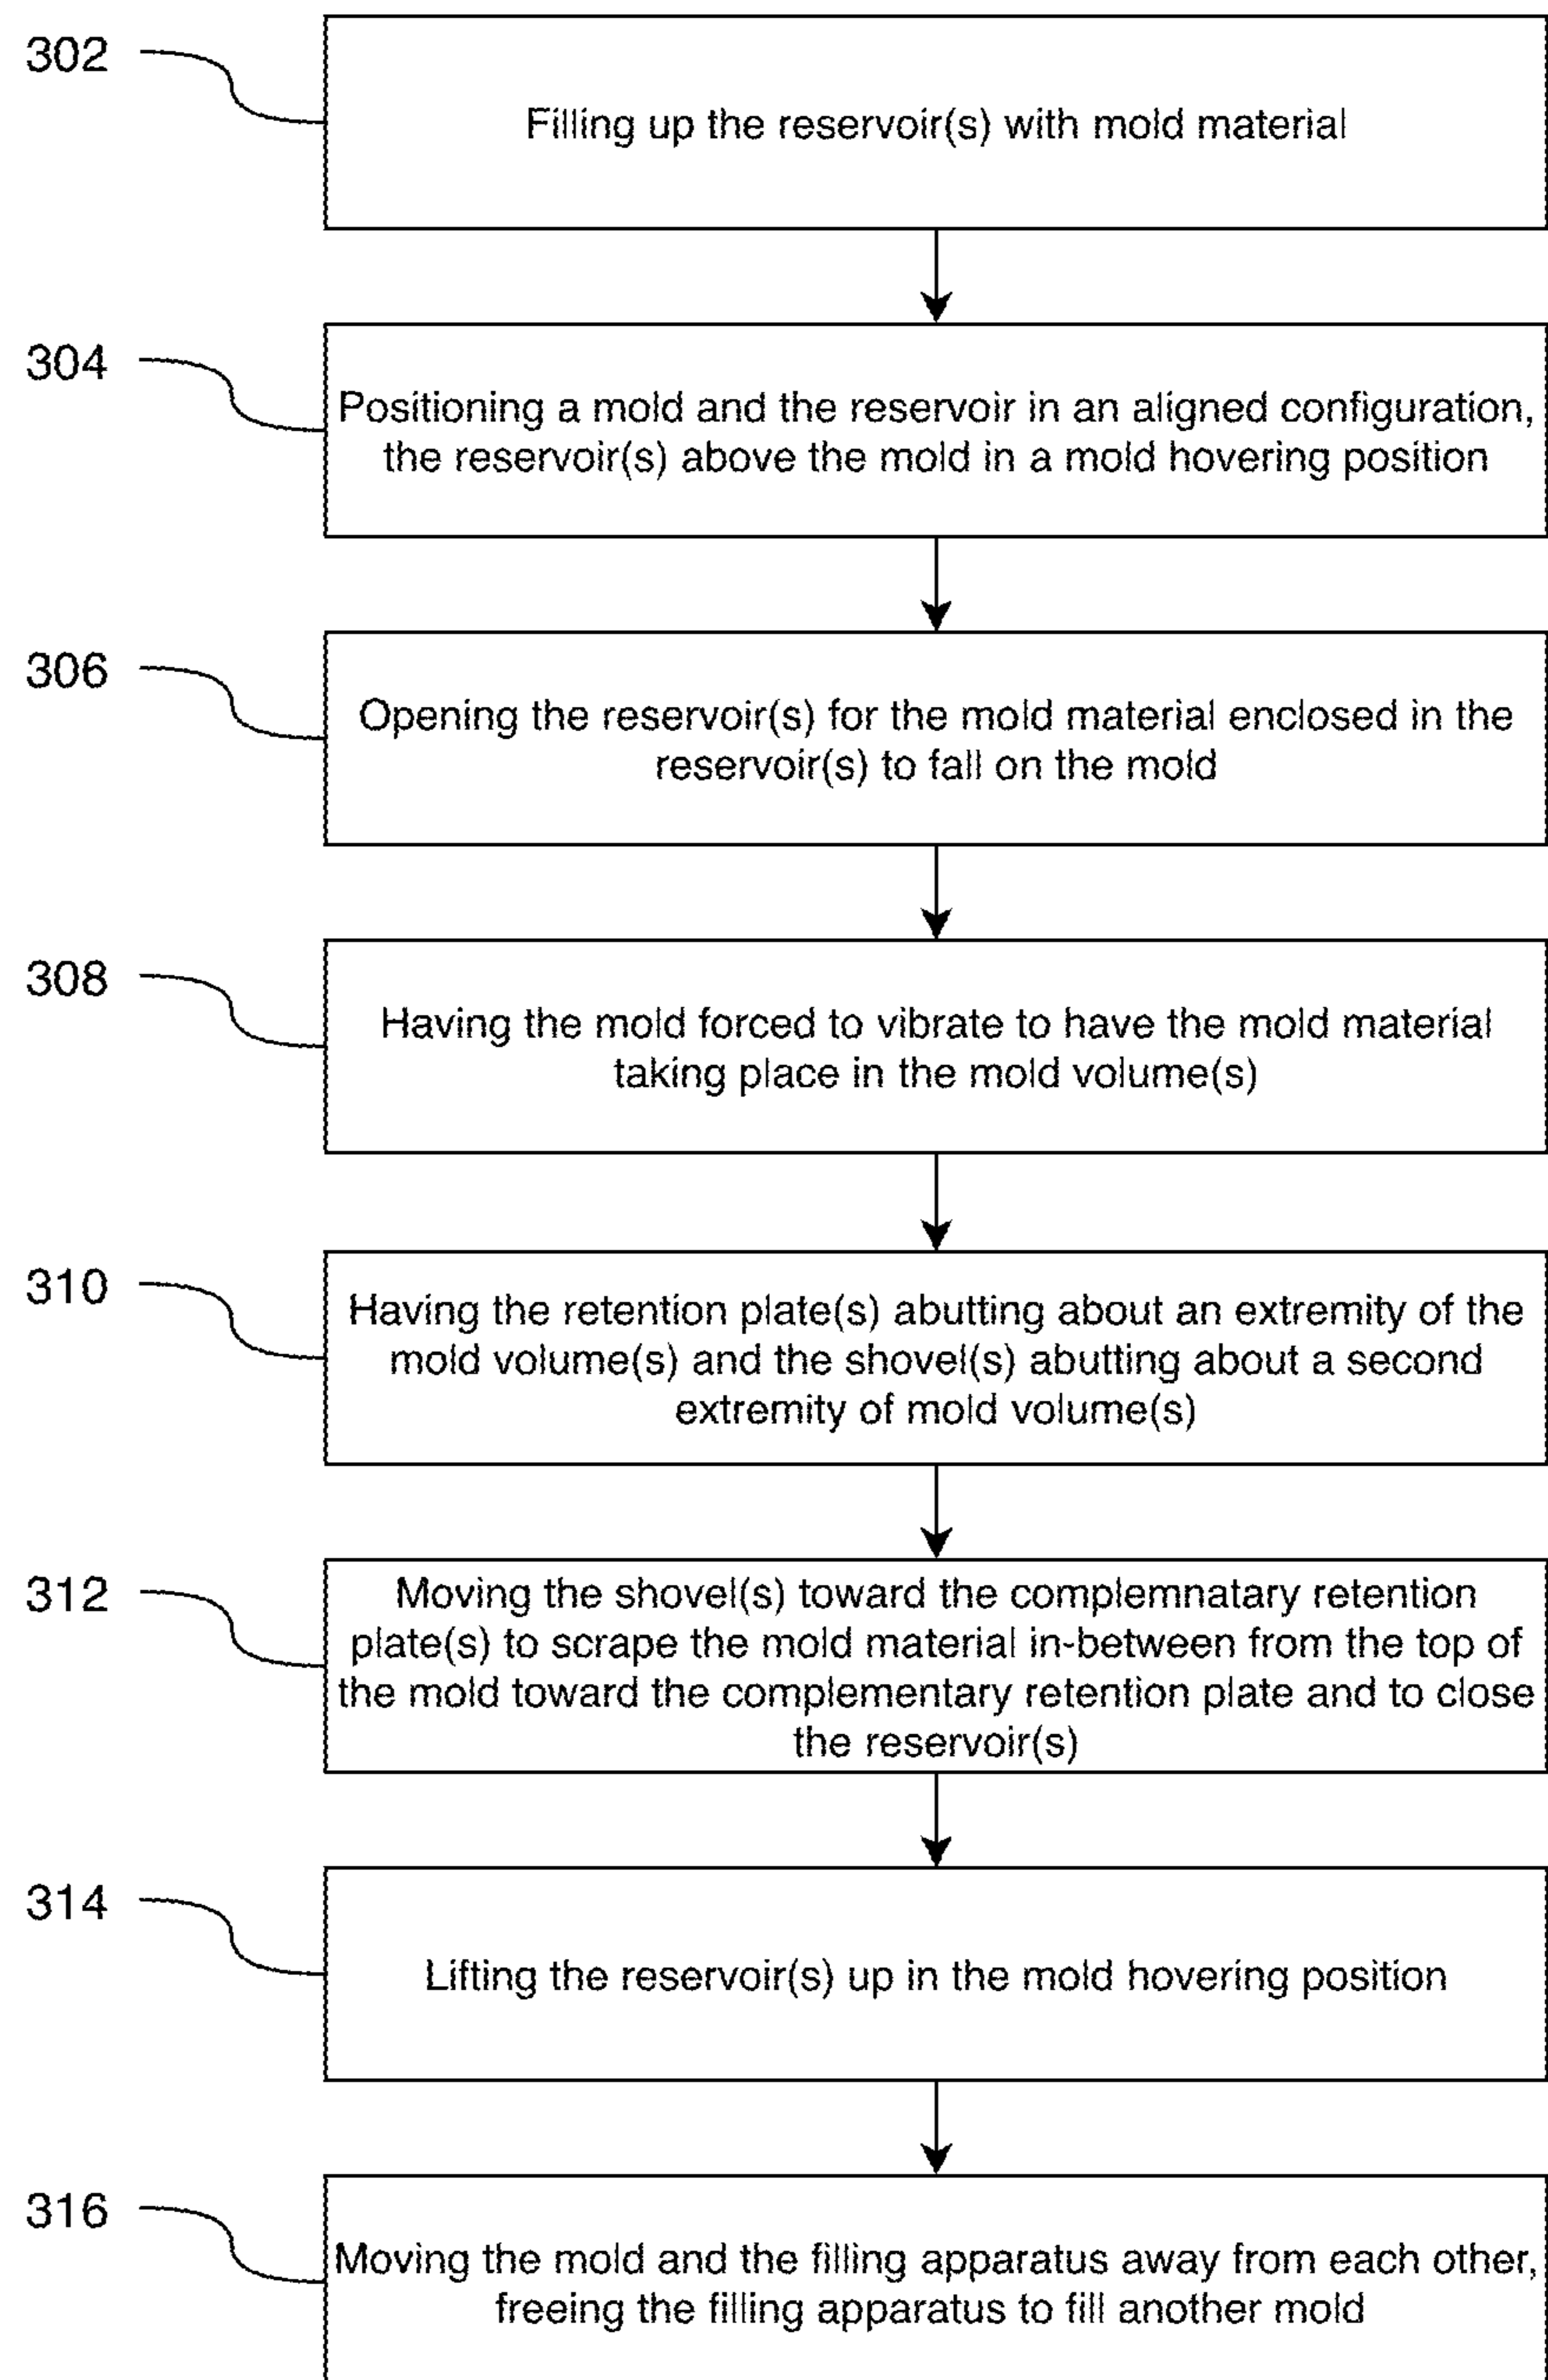 302
Filling up the reservoir(s) with mold material
304
Positioning a mold and the reservoir in an aligned configuration,
the reservoir(s) above the mold in a mold hovering position
306
Opening the reservoir(s) for the mold material enclosed in the
reservoir(s) to fall on the mold
308
Having the mold forced to vibrate to have the mold material
taking place in the mold volume(s)
310
Having the retention plate(s) abutting about an extremity of the
mold volume(s) and the shovel(s) abutting about a second
extremity of mold volume(s)
312
Moving the shovel(s) toward the complemnatary retention
plate(s) to scrape the mold material in-between from the top of
the mold toward the complementary retention plate and to close
the reservoir(s)
314
Lifting the reservoir(s) up in the mold hovering position
316
Moving the mold and the filling apparatus away from each other,
freeing the filling apparatus to fill another mold